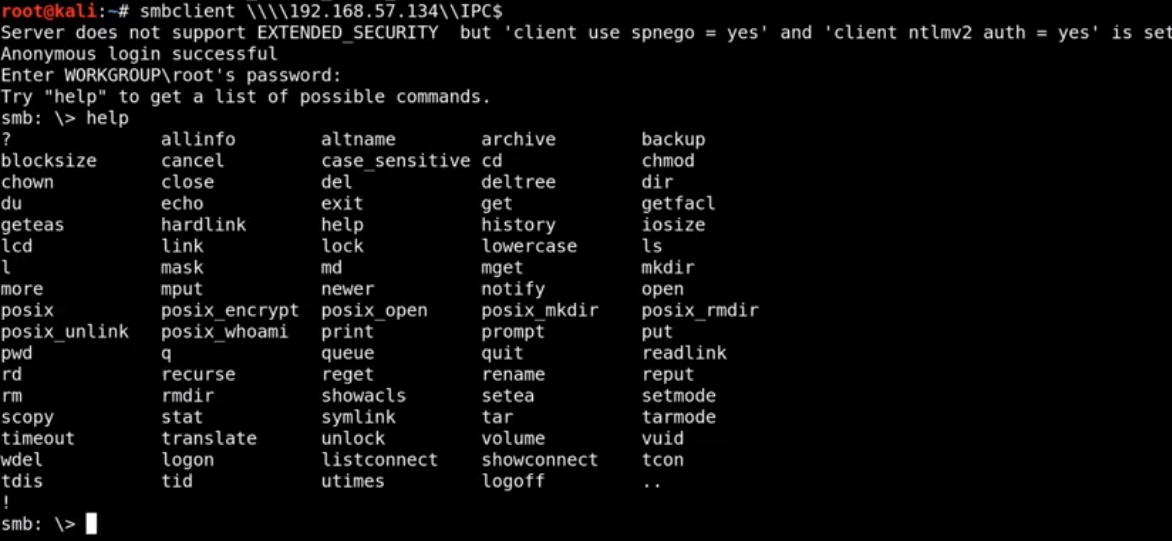 root@kali:~# smbclient \\\\192.168.57.134\\IPC$
Server does not support EXTENDED_SECURITY  but 'client use spnego = yes' and 'client ntlmv2 auth = yes' is set
Anonymous login successful
Enter WORKGROUP\root's password:
Try "help" to get a list of possible commands.
smb: \> help
?              allinfo        altname        archive        backup
blocksize      cancel         case_sensitive cd             chmod
chown          close          del            deltree        dir
du             echo           exit           get            getfacl
geteas         hardlink       help           history        iosize
lcd            link           lock           lowercase      ls
l              mask           md             mget           mkdir
more           mput           newer          notify         open
posix          posix_encrypt  posix_open     posix_mkdir    posix_rmdir
posix_unlink   posix_whoami   print          prompt         put
pwd            q              queue          quit           readlink
rd             recurse        reget          rename         reput
rm             rmdir          showacls       setea          setmode
scopy          stat           symlink        tar            tarmode
timeout        translate      unlock         volume         vuid
wdel           logon          listconnect    showconnect    tcon
tdis           tid            utimes         logoff         ..
!
smb: \>